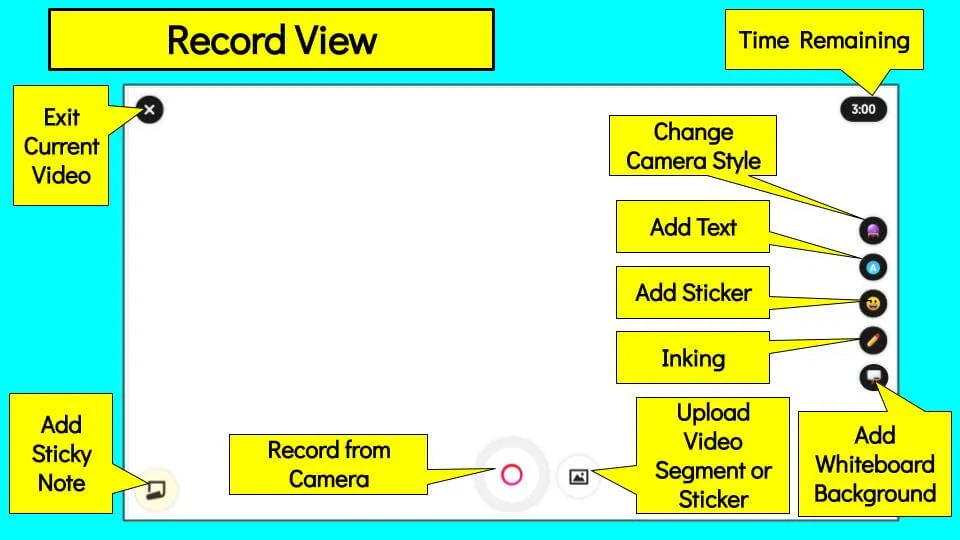 Record View
Time Remaining
Exit
Current
Video
3:00
Change
Camera Style
Add Text
A
Add Sticker
Inking
Add
Sticky
Note
Record from
Camera
Upload
Video
Segment or
Sticker
Add
Whiteboard
Background